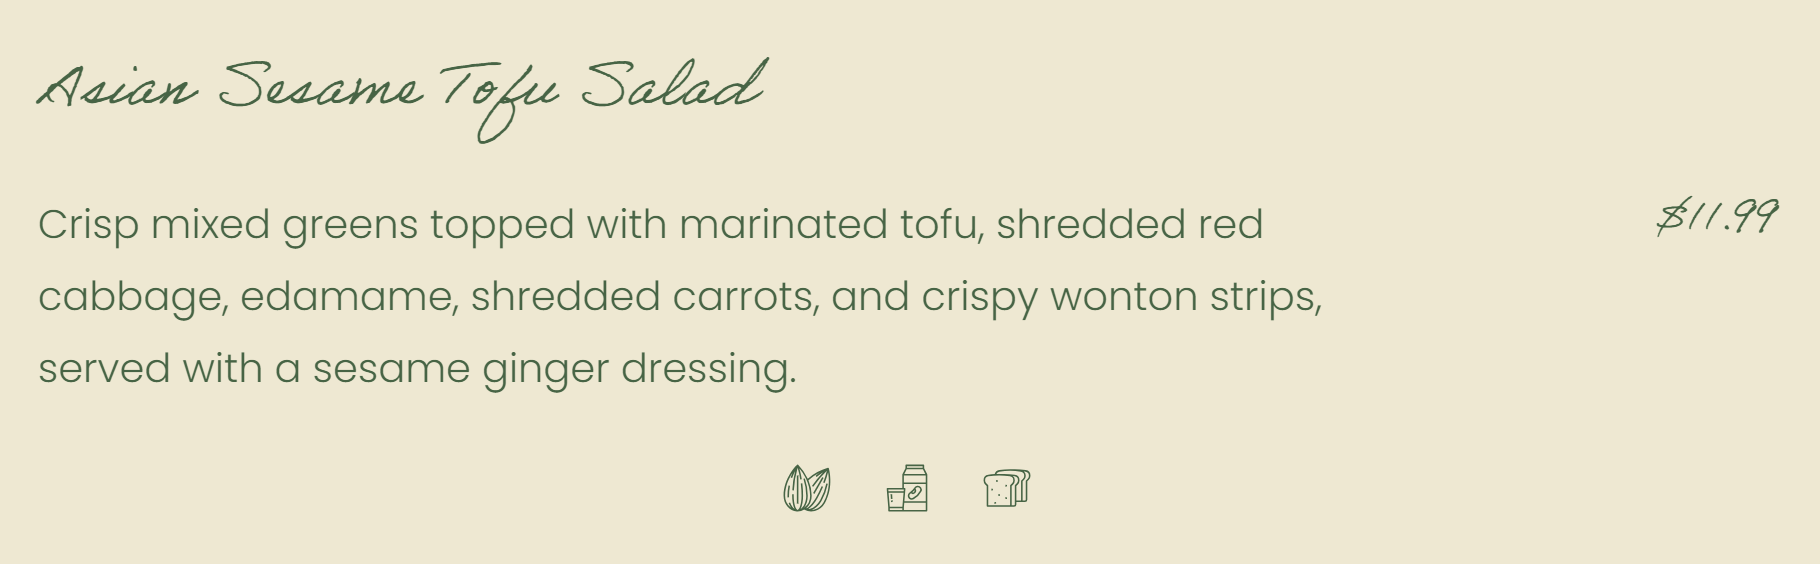 Asian Sesame Tofu Salad
Crisp mixed greens topped with marinated tofu, shredded red
$11.99
cabbage, edamame, shredded carrots, and crispy wonton strips,
served with a sesame ginger dressing.